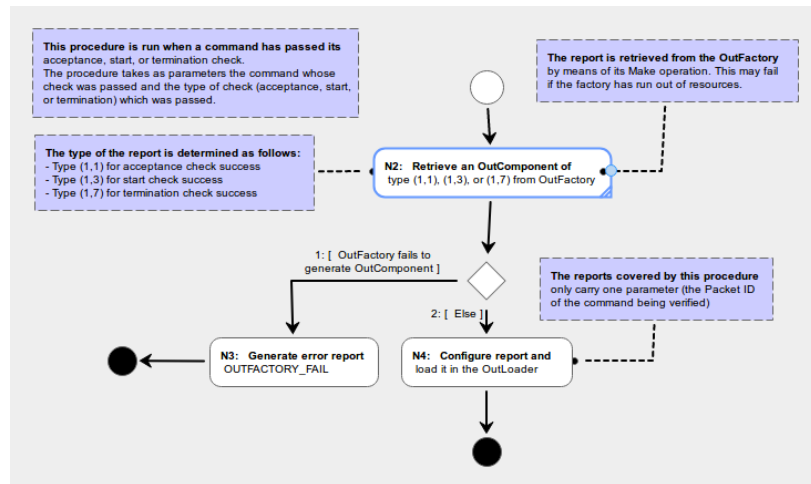 This procedure is run when a command has passed its
acceptance, start, or termination check.
The procedure takes as parameters the command whose
check was passed and the type of check (acceptance, start,
or termination) which was passed.
The report is retrieved from the OutFactory
by means of its Make operation. This may fail
if the factory has run out of resources.
The type of the report is determined as follows:
- Type (1,1) for acceptance check success
- Type (1,3) for start check success
- Type (1,7) for termination check success
N2: Retrieve an OutComponent of
type (1,1), (1,3), or (1,7) from OutFactory
1: [ OutFactory fails to
generate OutComponent ]
The reports covered by this procedure
only carry one parameter (the Packet ID
of the command being verified)
2: [ Else ]
N3: Generate error report
OUTFACTORY_FAIL
N4: Configure report and
load it in the OutLoader